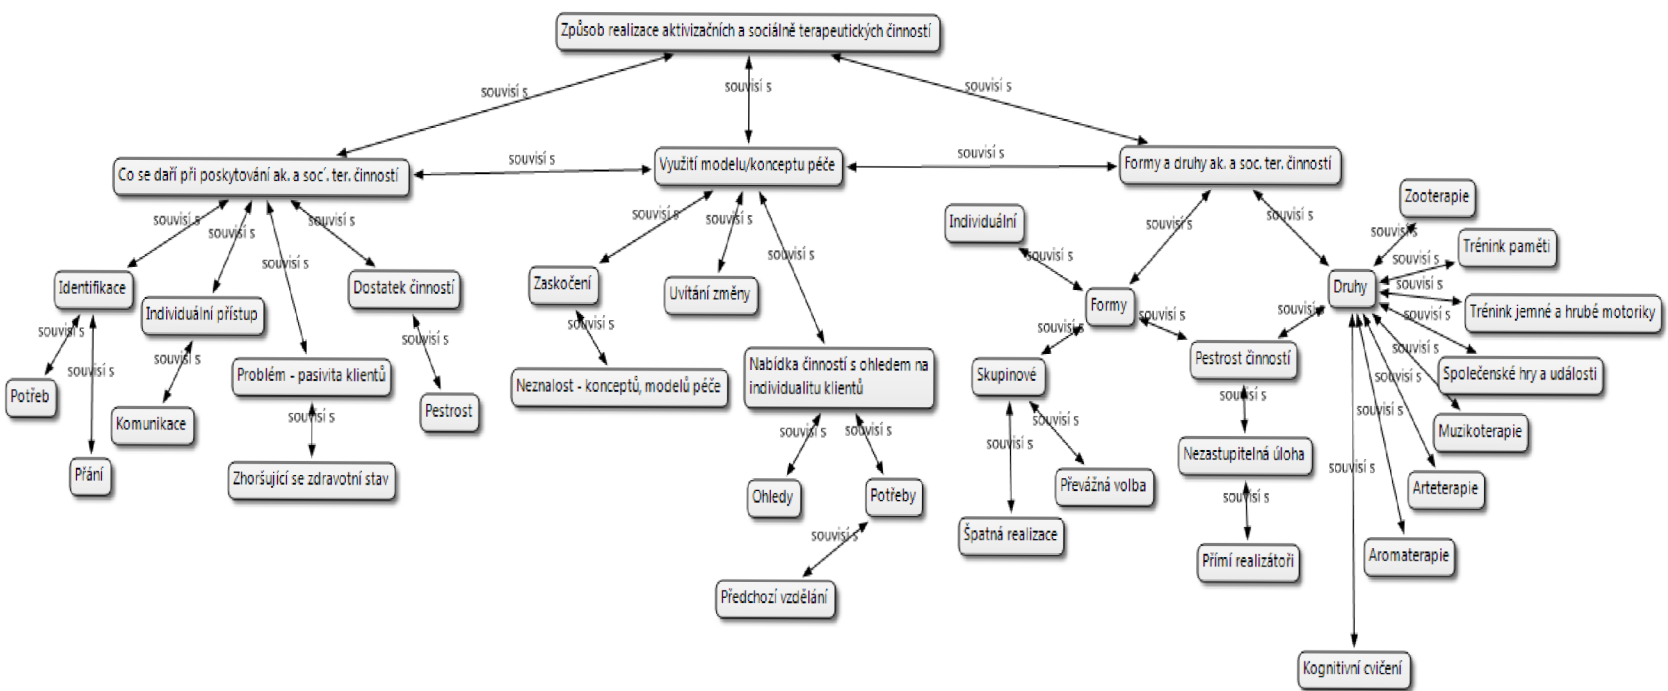 Způsob realizace aktivizačních a sociálně terapeutických činností
souvisí s
souvisí s
souvisí s
Co se daří při poskytování ak. a soc´. ter. činností
souvisí s
Využití modelu/konceptu péče
souvisí s
Formy a druhy ak. a soc. ter. činností
souvisí s
souvisí s
souvisí s
souvisí s
Identifikace
Individuální přístup
Problém - pasivita klientů
Dostatek činností
souvisí s
souvisí s
souvisí s
souvisí s
souvisí s
Potřeb
Přání
Komunikace
Zhoršující se zdravotní stav
Pestrost
souvisí s
souvisí s
souvisí s
Zaskočení
Uvítání změny
Nabídka činností s ohledem na
individualitu klientů
souvisí s
Neznalost - konceptů, modelů péče
souvisí s
souvisí s
Ohledy
Potřeby
souvisí s
Předchozí vzdělání
souvisí s
souvisí s
Individuální
souvisí s
Formy
souvisí s
souvisí s
Skupinové
souvisí s
souvisí s
Špatná realizace
Převážná volba
Pestrost činností
souvisí s
souvisí s
Nezastupitelná úloha
souvisí s
Přímí realizátoři
Druhy
souvisí s
Zooterapie
souvisí s
Trénink paměti
souvisí s
Trénink jemné a hrubé motoriky
souvisí s
Společenské hry a události
souvisí s
Muzikoterapie
souvisí s
Arteterapie
souvisí s
Aromaterapie
souvisí s
Kognitivní cvičení